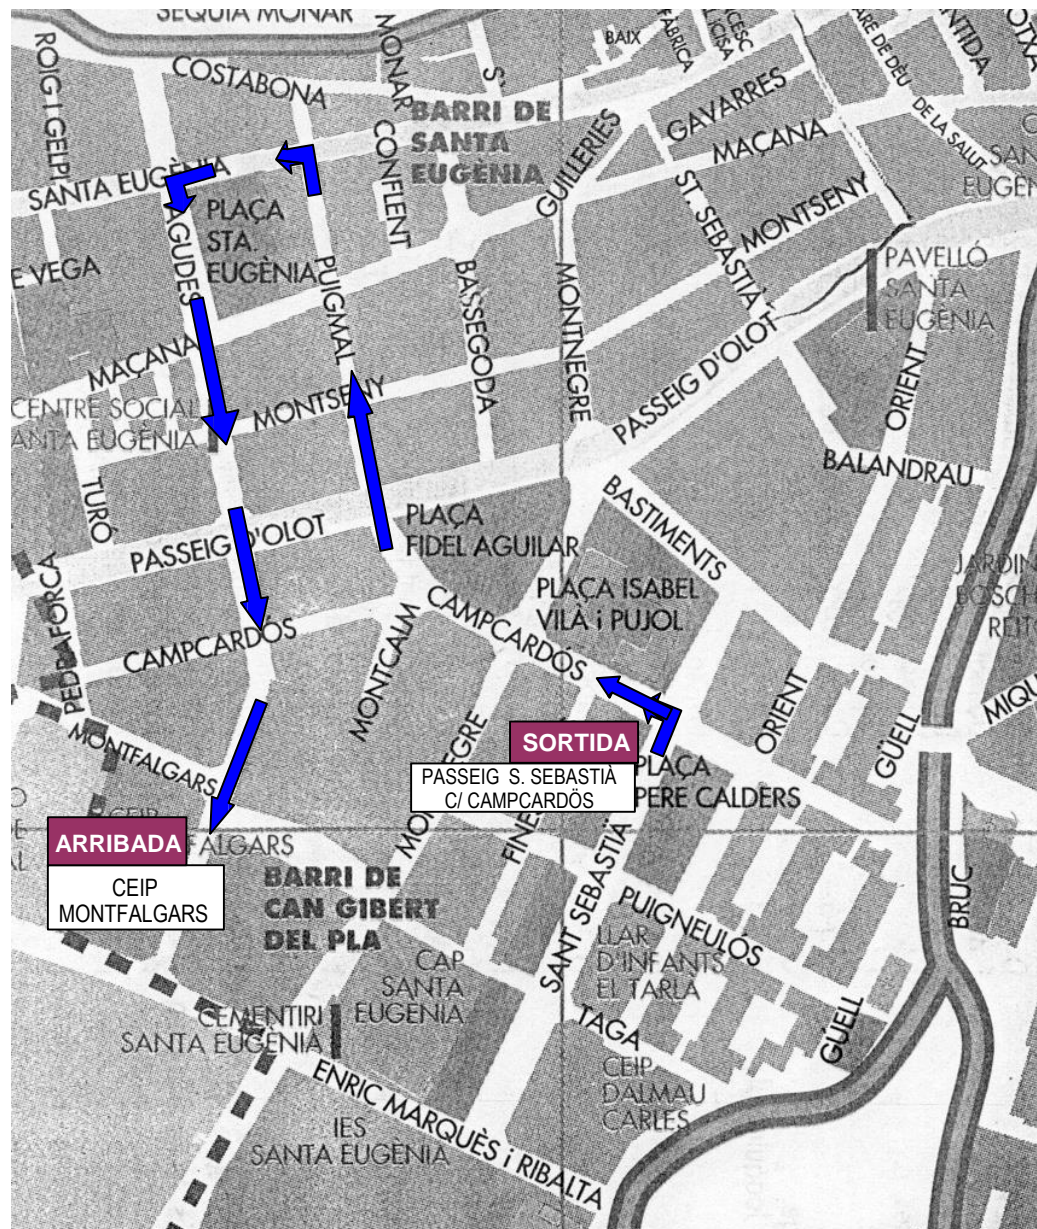 SEQUIA MONAR
ROIG I GELPI
COSTABONA
MONAR
BAIX
FÀBRICA
BARRI DE
SANTA
EUGÈNIA
CONFLENT
GUILLERIES
GAVARRES
MAÇANA
DE LA SALUT
SANTA EUGÈNIA
PLAÇA
STA.
EUGÈNIA
AGUDES
PUIGMAL
BASSEGODA
MONTNEGRE
ST. SEBASTIÀ
MONTSENY
PAVELLÓ
SANTA
EUGÈNIA
E VEGA
MAÇANA
MONTSENY
PASSEIG D'OLOT
ORIENT
CENTRE SOCIAL
SANTA EUGÈNIA
TURÓ
BALANDRAU
PASSEIG D'OLOT
PLAÇA
FIDEL AGUILAR
BASTIMENTS
PEDRAFORCA
CAMPCARDÓS
MONTCALM
CAMPCARDÓS
PLAÇA ISABEL
VILÀ i PUJOL
ORIENT
GÜELL
MONTFALGARS
SORTIDA
PASSEIG S. SEBASTIÀ
C/ CAMPCARDÖS
PLAÇA
PERE CALDERS
ARRIBADA
CEIP
MONTFALGARS
BARRI DE
CAN GIBERT
DEL PLA
SANT SEBASTIÀ
PUIGNEULÓS
BRUC
LLAR
D'INFANTS
EL TARLÀ
CAP
SANTA
EUGENIA
CEMENTIRI
SANTA EUGÈNIA
TAGA
GÜELL
CEIP
DALMAU
CARLES
ENRIC MARQUÈS i RIBALTA
IES
SANTA EUGÈNIA